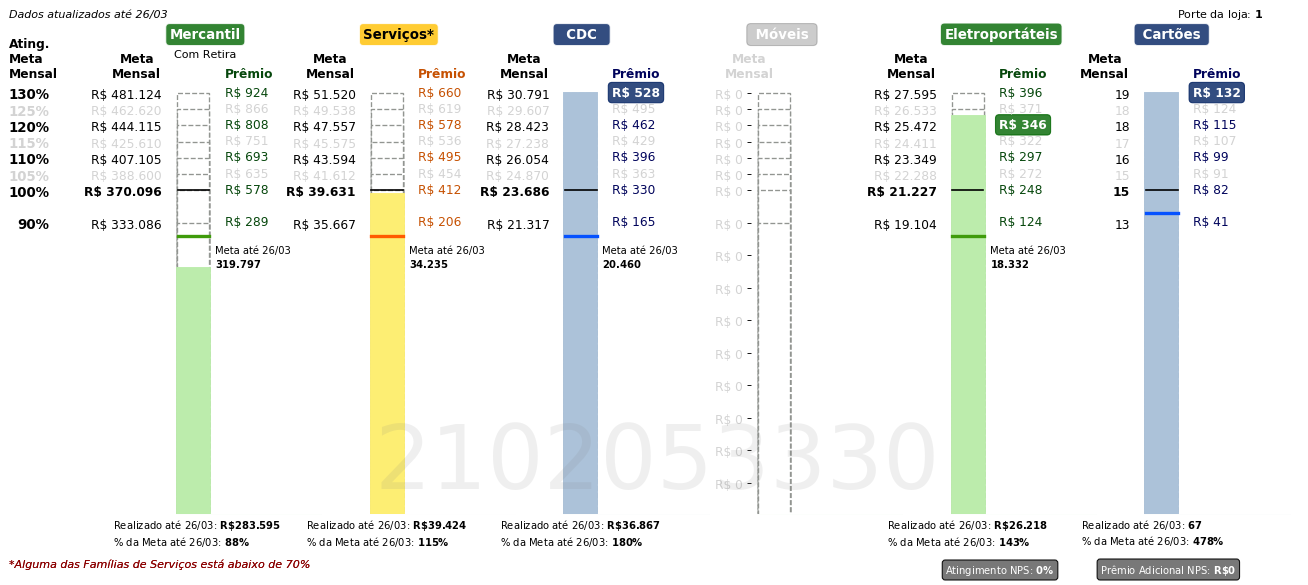 Dados atualizados até 26/03
Porte da loja: 1
Mercantil Serviços* CDC Móveis Eletroportáteis Cartões
Com Retira
Ating. Meta Mensal
Meta Mensal Prêmio Meta Mensal Prêmio Meta Mensal Prêmio Meta Mensal Meta Mensal Prêmio Meta Mensal Prêmio
130% R$ 481.124 R$ 924 R$ 51.520 R$ 660 R$ 30.791 R$ 528 R$ 0 R$ 27.595 R$ 396 19 R$ 132
125% R$ 462.620 R$ 866 R$ 49.538 R$ 619 R$ 29.607 R$ 495 R$ 0 R$ 26.533 R$ 371 18 R$ 124
120% R$ 444.115 R$ 808 R$ 47.557 R$ 578 R$ 28.423 R$ 462 R$ 0 R$ 25.472 R$ 346 18 R$ 115
115% R$ 425.610 R$ 751 R$ 45.575 R$ 536 R$ 27.238 R$ 429 R$ 0 R$ 24.411 R$ 322 17 R$ 107
110% R$ 407.105 R$ 693 R$ 43.594 R$ 495 R$ 26.054 R$ 396 R$ 0 R$ 23.349 R$ 297 16 R$ 99
105% R$ 388.600 R$ 635 R$ 41.612 R$ 454 R$ 24.870 R$ 363 R$ 0 R$ 22.288 R$ 272 15 R$ 91
100% R$ 370.096 R$ 578 R$ 39.631 R$ 412 R$ 23.686 R$ 330 R$ 0 R$ 21.227 R$ 248 15 R$ 82
90% R$ 333.086 R$ 289 R$ 35.667 R$ 206 R$ 21.317 R$ 165 R$ 0 R$ 19.104 R$ 124 13 R$ 41
Meta até 26/03 Meta até 26/03 Meta até 26/03 R$ 0 Meta até 26/03
319.797 34.235 20.460 18.332
R$ 0
R$ 0
R$ 0
R$ 0
R$ 0
R$ 0
R$ 0
2102053330
Realizado até 26/03: R$283.595 Realizado até 26/03: R$39.424 Realizado até 26/03: R$36.867 Realizado até 26/03: R$26.218 Realizado até 26/03: 67
% da Meta até 26/03: 88% % da Meta até 26/03: 115% % da Meta até 26/03: 180% % da Meta até 26/03: 143% % da Meta até 26/03: 478%
*Alguma das Famílias de Serviços está abaixo de 70%
Atingimento NPS: 0% Prêmio Adicional NPS: R$0